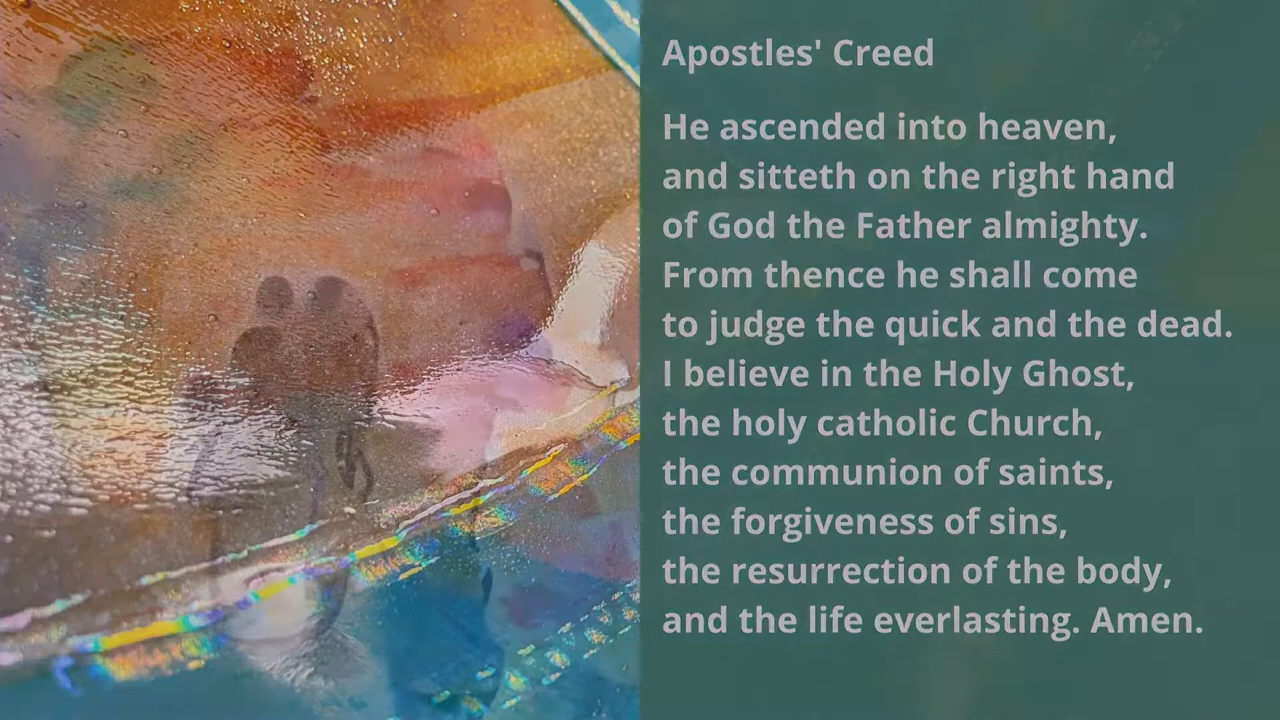 Apostles' Creed
He ascended into heaven,
and sitteth on the right hand
of God the Father almighty.
From thence he shall come
to judge the quick and the dead.
I believe in the Holy Ghost,
the holy catholic Church,
the communion of saints,
the forgiveness of sins,
the resurrection of the body,
and the life everlasting. Amen.